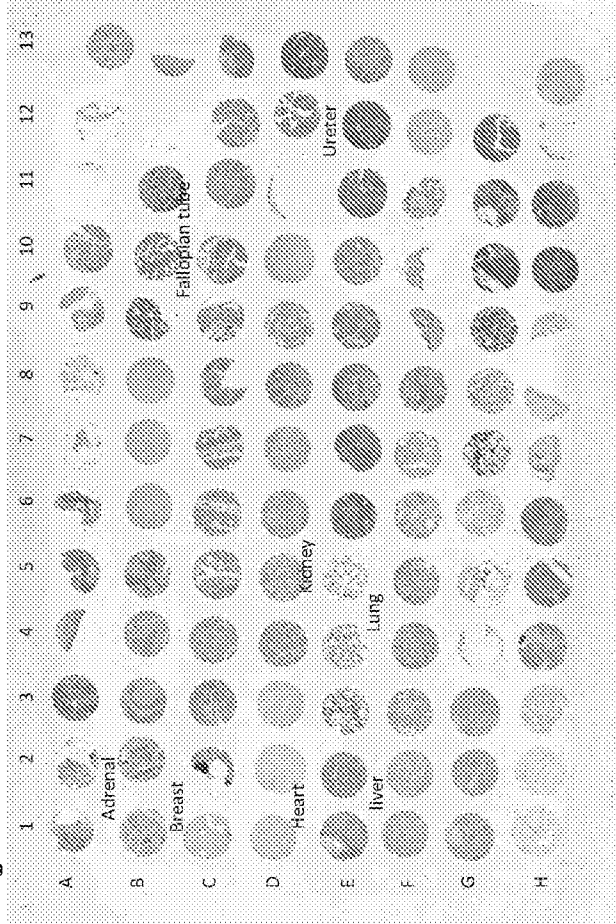 1 2 3 4 5 6 7 8 9 10 11 12 13
A
Adrenal
B
Breast
Fallopian tube
C
D
Heart
Kidney
Ureter
E
liver
Lung
F
G
H